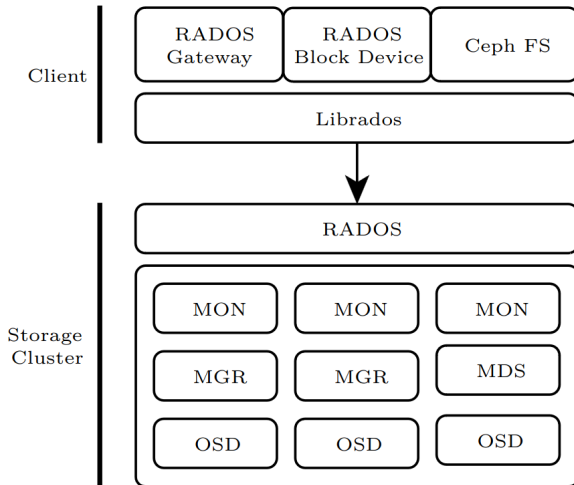 RADOS
Gateway
RADOS
Block Device
Ceph FS
Client
Librados
RADOS
Storage
Cluster
MON
MON
MON
MGR
MGR
MDS
OSD
OSD
OSD